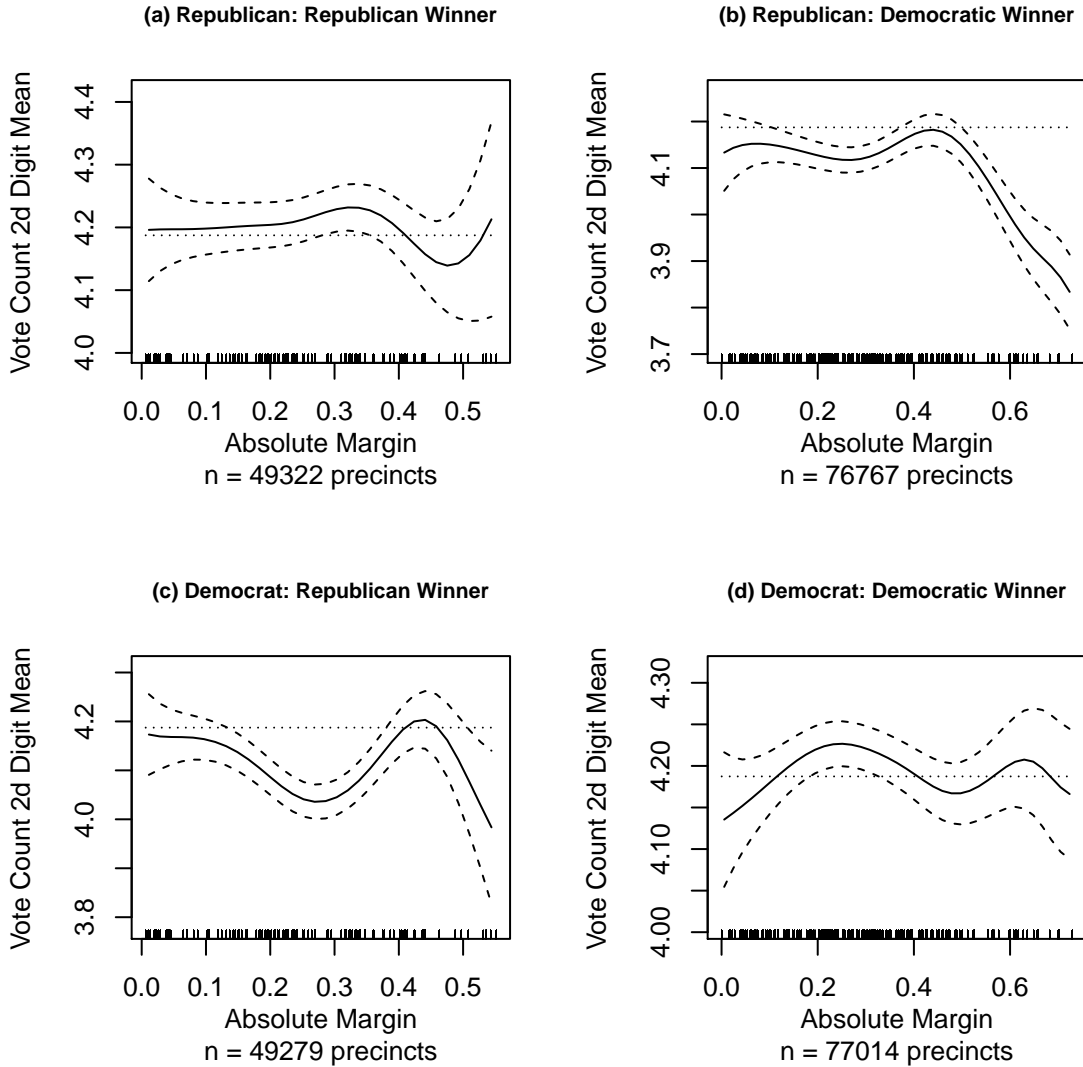 (a) Republican: Republican Winner
Vote Count 2d Digit Mean
4.0 4.1 4.2 4.3 4.4
0.0 0.1 0.2 0.3 0.4 0.5
Absolute Margin
n = 49322 precincts
(b) Republican: Democratic Winner
Vote Count 2d Digit Mean
3.7 3.9 4.1
0.0 0.2 0.4 0.6
Absolute Margin
n = 76767 precincts
(c) Democrat: Republican Winner
Vote Count 2d Digit Mean
3.8 4.0 4.2
0.0 0.1 0.2 0.3 0.4 0.5
Absolute Margin
n = 49279 precincts
(d) Democrat: Democratic Winner
Vote Count 2d Digit Mean
4.00 4.10 4.20 4.30
0.0 0.2 0.4 0.6
Absolute Margin
n = 77014 precincts